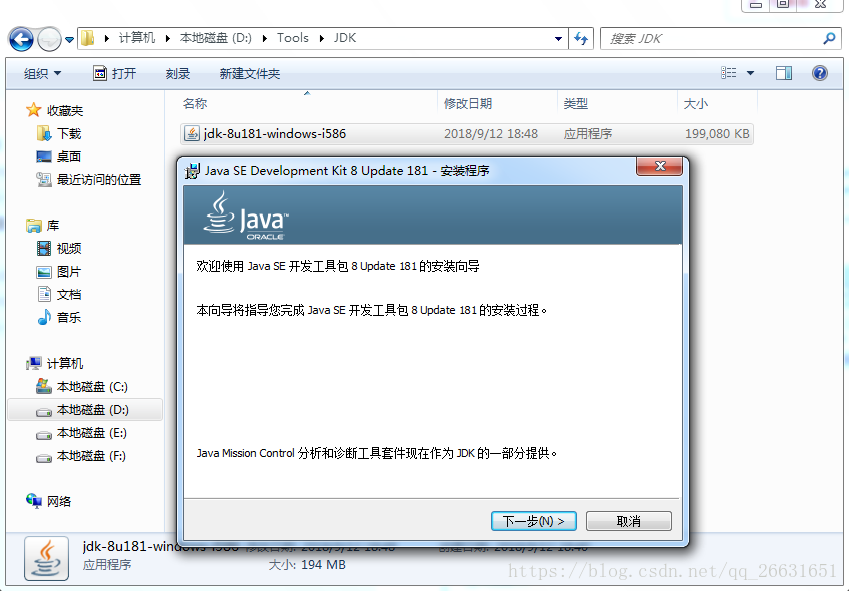 计算机 本地磁盘 (D:) Tools JDK 搜索 JDK
组织 打开 刻录 新建文件夹
收藏夹
下载
桌面
最近访问的位置
库
视频
图片
文档
音乐
计算机
本地磁盘 (C:)
本地磁盘 (D:)
本地磁盘 (E:)
本地磁盘 (F:)
网络
名称 修改日期 类型 大小
jdk-8u181-windows-i586 2018/9/12 18:48 应用程序 199,080 KB
Java SE Development Kit 8 Update 181 - 安装程序
Java™
ORACLE
欢迎使用 Java SE 开发工具包 8 Update 181 的安装向导
本向导将指导您完成 Java SE 开发工具包 8 Update 181 的安装过程。
Java Mission Control 分析和诊断工具套件现在作为 JDK 的一部分提供。
下一步(N) > 取消
jdk-8u181-windows-i586 修改日期: 2018/9/12 18:48 创建日期: 2018/9/12 18:48
应用程序 大小: 194 MB
https://blog.csdn.net/qq_26631651